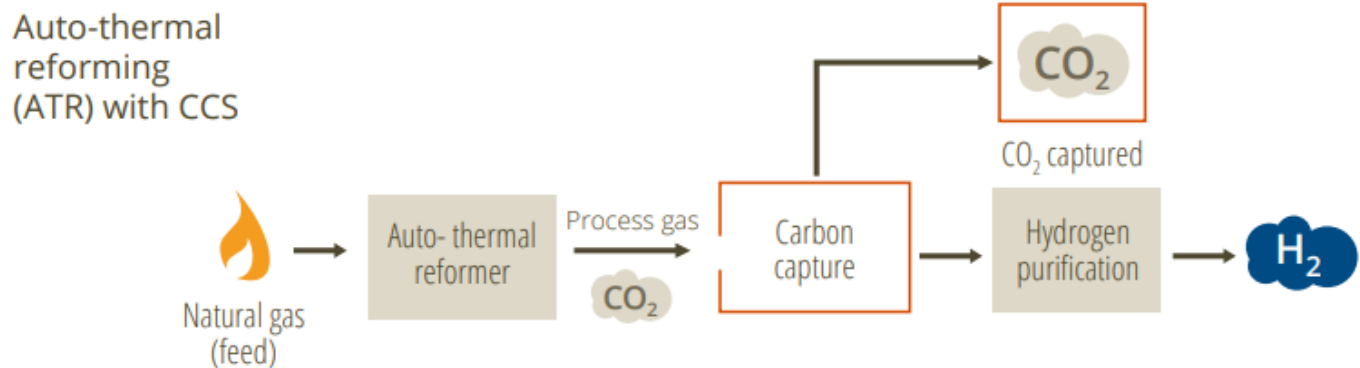 Auto-thermal
reforming
(ATR) with CCS
CO₂
CO₂ captured
Natural gas
(feed)
Auto- thermal
reformer
Process gas
CO₂
Carbon
capture
Hydrogen
purification
H₂